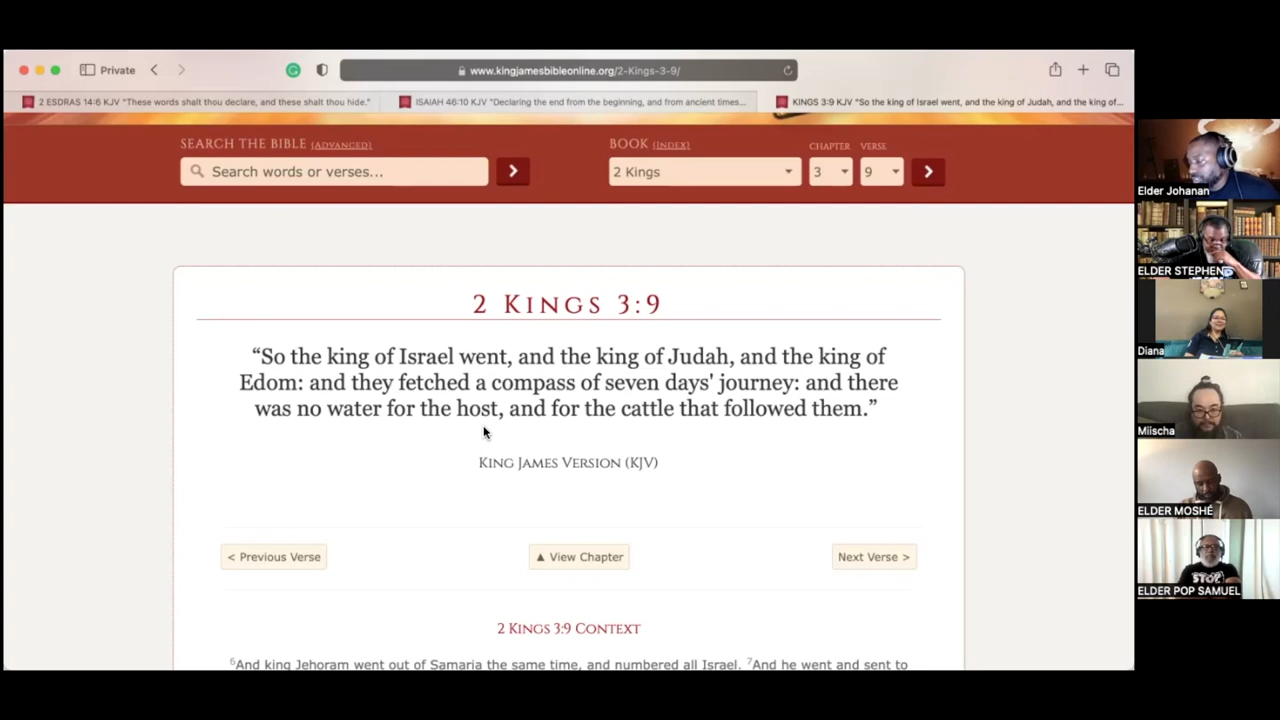 Private
www.kingjamesbibleonline.org/2-Kings-3-9/
2 ESDRAS 14:6 KJV "These words shalt thou declare, and these shalt thou hide."
ISAIAH 46:10 KJV "Declaring the end from the beginning, and from ancient times...
KINGS 3:9 KJV "So the king of Israel went, and the king of Judah, and the king of...
SEARCH THE BIBLE (ADVANCED)
BOOK (INDEX)
CHAPTER
VERSE
Search words or verses...
2 Kings
3
9
2 KINGS 3:9
“So the king of Israel went, and the king of Judah, and the king of
Edom: and they fetched a compass of seven days' journey: and there
was no water for the host, and for the cattle that followed them.”
KING JAMES VERSION (KJV)
< Previous Verse
▲ View Chapter
Next Verse >
2 KINGS 3:9 CONTEXT
6And king Jehoram went out of Samaria the same time, and numbered all Israel. 7And he went and sent to
Elder Johanan
ELDER STEPHEN
Diana
Miischa
ELDER MOSHÉ
STOP
ELDER POP SAMUEL